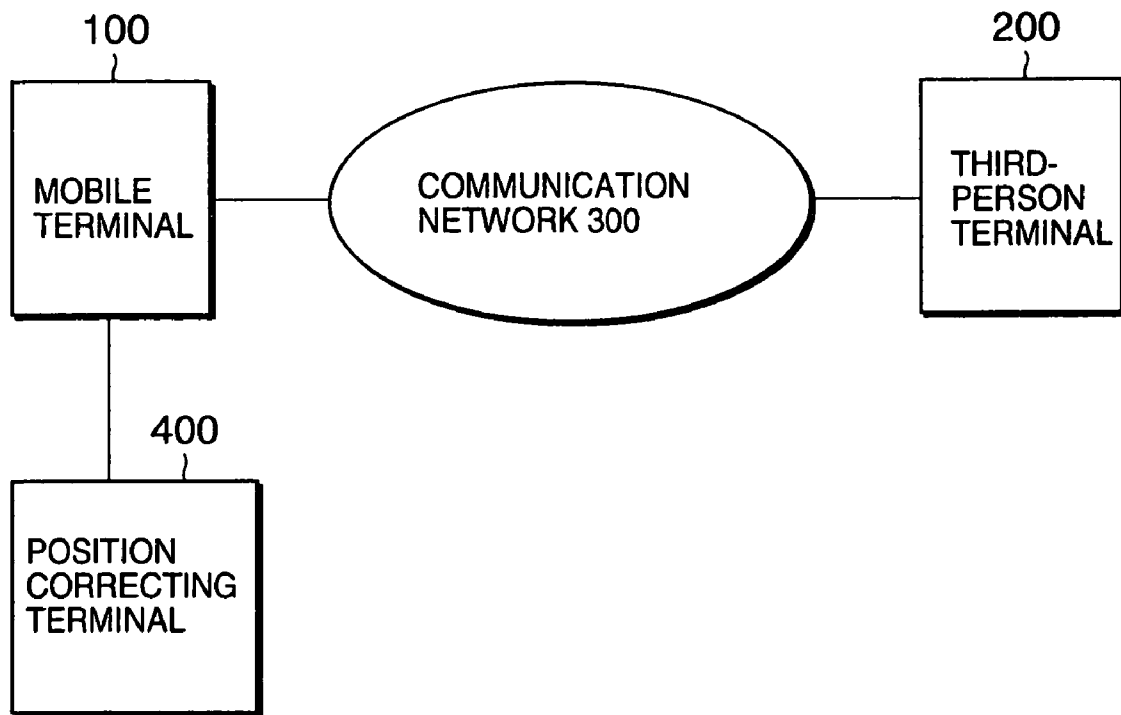 100
200
MOBILE
TERMINAL
COMMUNICATION
NETWORK 300
THIRD-
PERSON
TERMINAL
400
POSITION
CORRECTING
TERMINAL